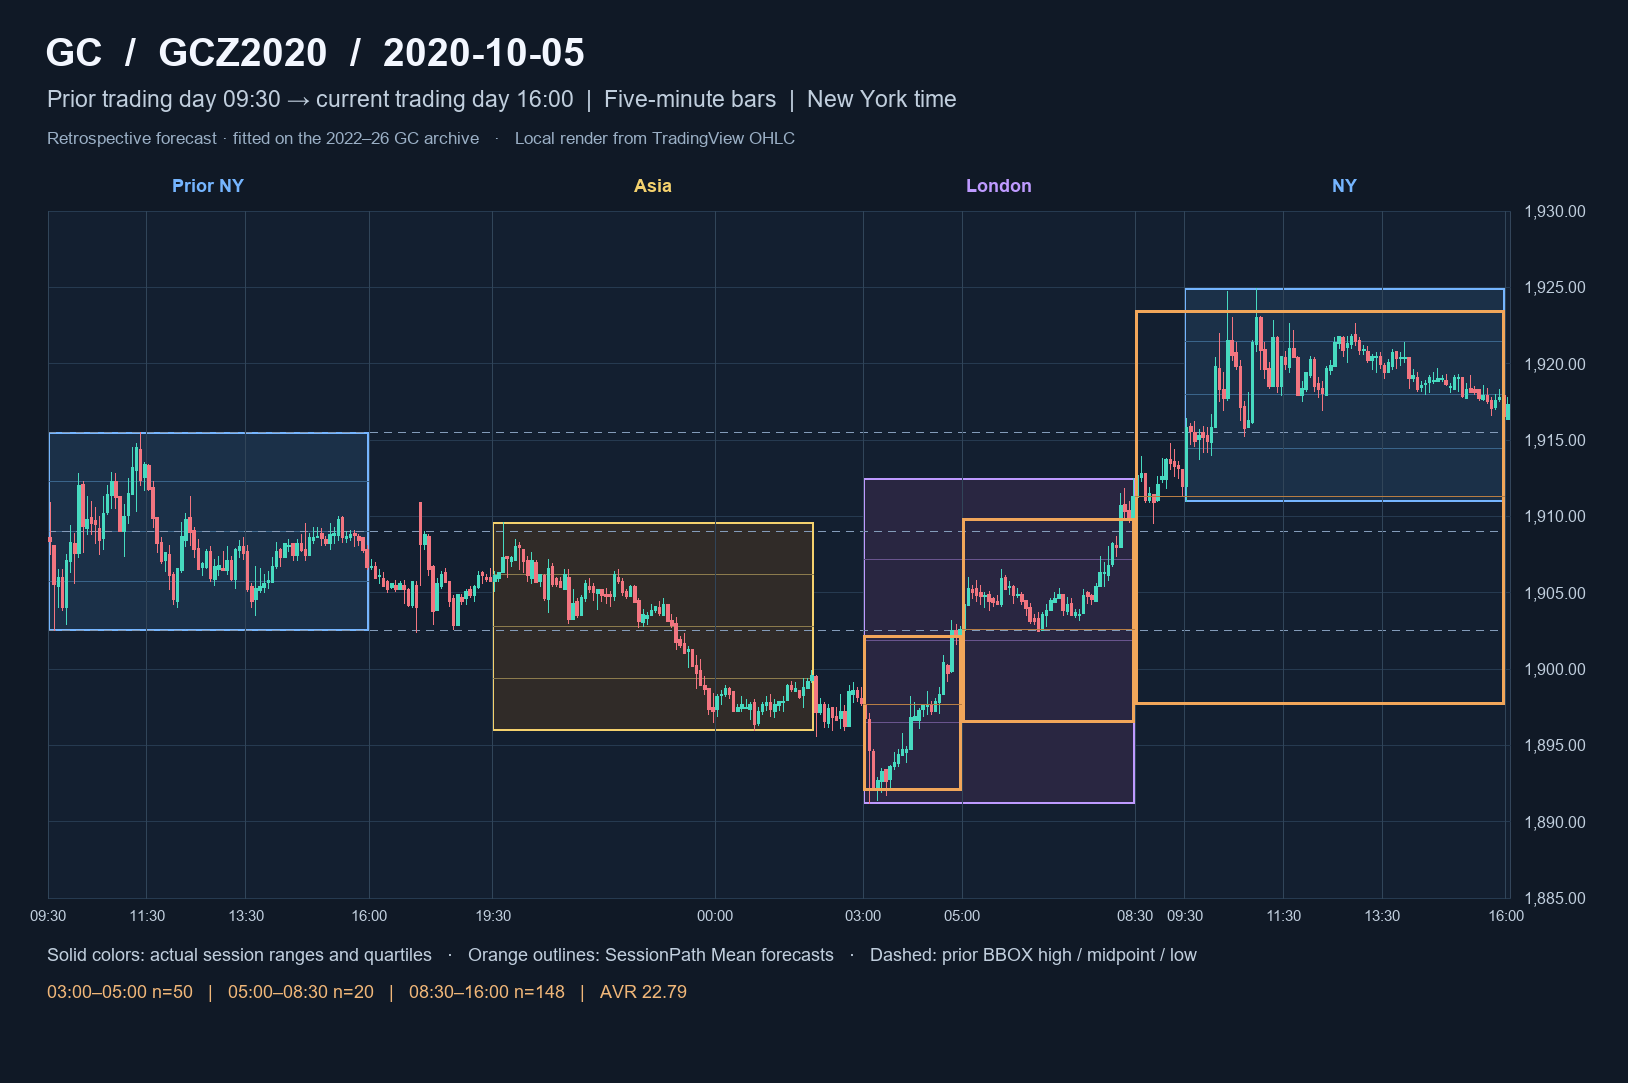 GC / GCZ2020 / 2020-10-05
Prior trading day 09:30 → current trading day 16:00 | Five-minute bars | New York time
Retrospective forecast · fitted on the 2022–26 GC archive · Local render from TradingView OHLC
Prior NY Asia London NY
1,930.00
1,925.00
1,920.00
1,915.00
1,910.00
1,905.00
1,900.00
1,895.00
1,890.00
1,885.00
09:30 11:30 13:30 16:00 19:30 00:00 03:00 05:00 08:30 09:30 11:30 13:30 16:00
Solid colors: actual session ranges and quartiles · Orange outlines: SessionPath Mean forecasts · Dashed: prior BBOX high / midpoint / low
03:00–05:00 n=50 | 05:00–08:30 n=20 | 08:30–16:00 n=148 | AVR 22.79